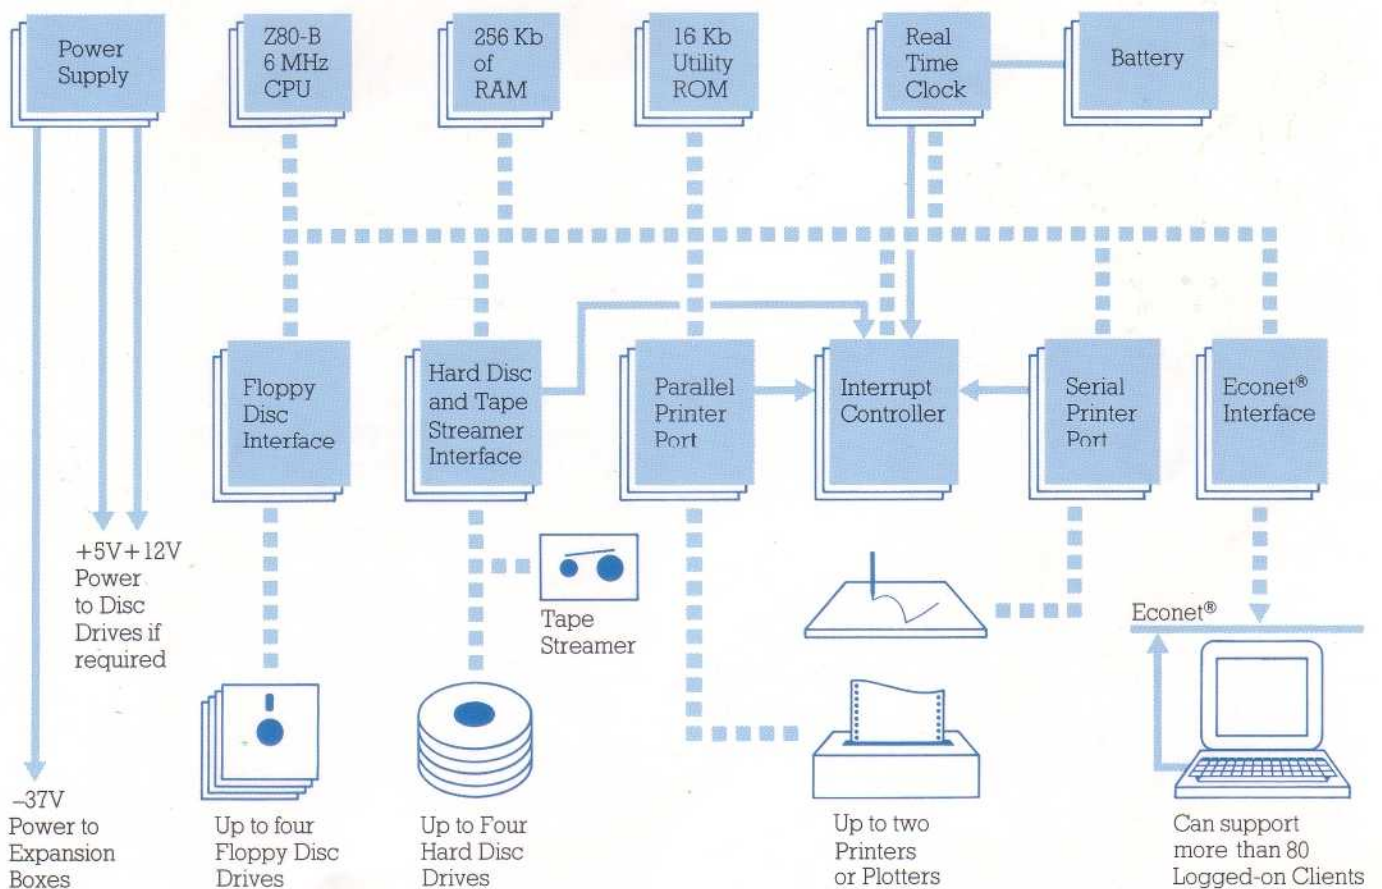 Power
Supply
Z80-B
6 MHz
CPU
256 Kb
of
RAM
16 Kb
Utility
ROM
Real
Time
Clock
Battery
Floppy
Disc
Interface
Hard Disc
and Tape
Streamer
Interface
Parallel
Printer
Port
Interrupt
Controller
Serial
Printer
Port
Econet®
Interface
+5V+12V
Power
to Disc
Drives if
required
Tape
Streamer
Econet®
–37V
Power to
Expansion
Boxes
Up to four
Floppy Disc
Drives
Up to Four
Hard Disc
Drives
Up to two
Printers
or Plotters
Can support
more than 80
Logged-on Clients